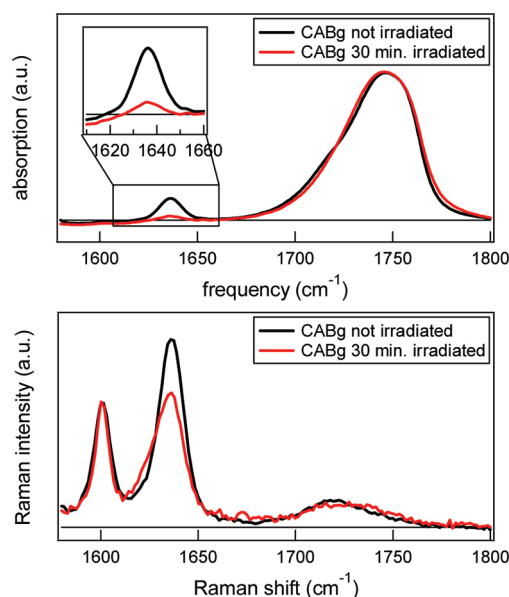 absorption (a.u.)
CABg not irradiated
CABg 30 min. irradiated
1620 1640 1660
1600 1650 1700 1750 1800
frequency (cm⁻¹)
Raman intensity (a.u.)
CABg not irradiated
CABg 30 min. irradiated
1600 1650 1700 1750 1800
Raman shift (cm⁻¹)